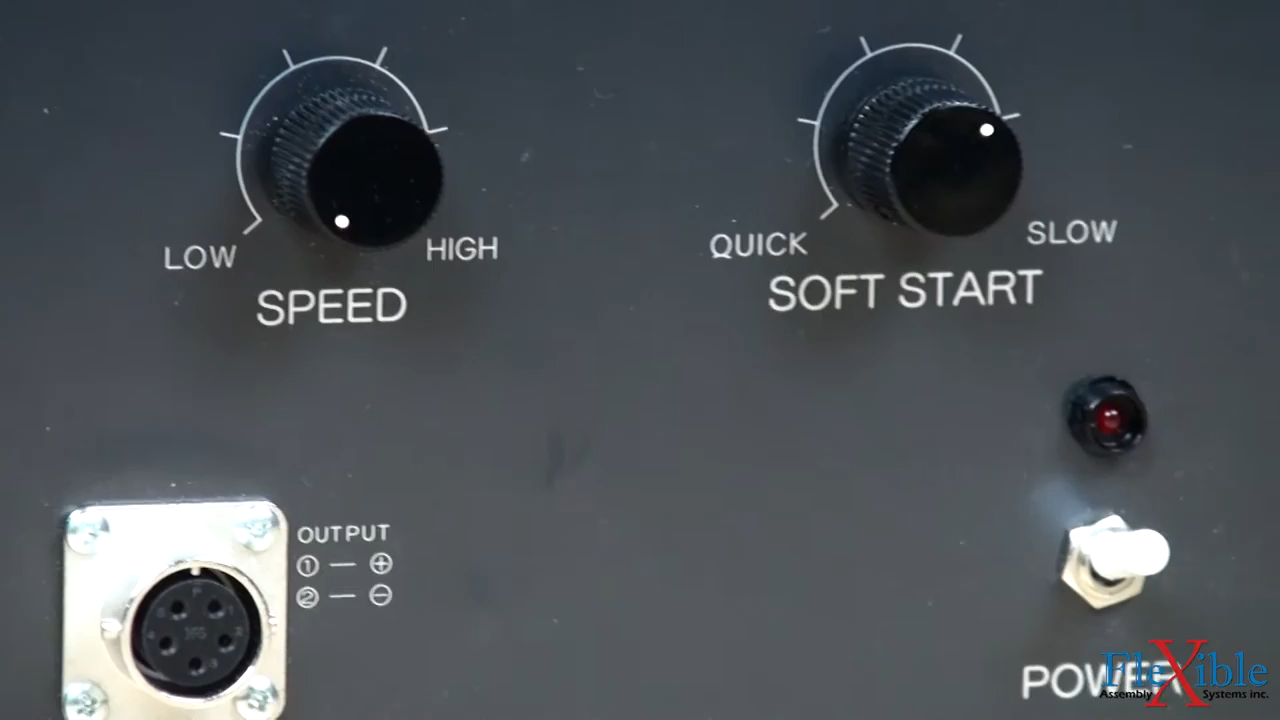 LOW
HIGH
SPEED
QUICK
SLOW
SOFT START
OUTPUT
① — ⊕
② — ⊖
POWER
FleXible
Assembly Systems inc.